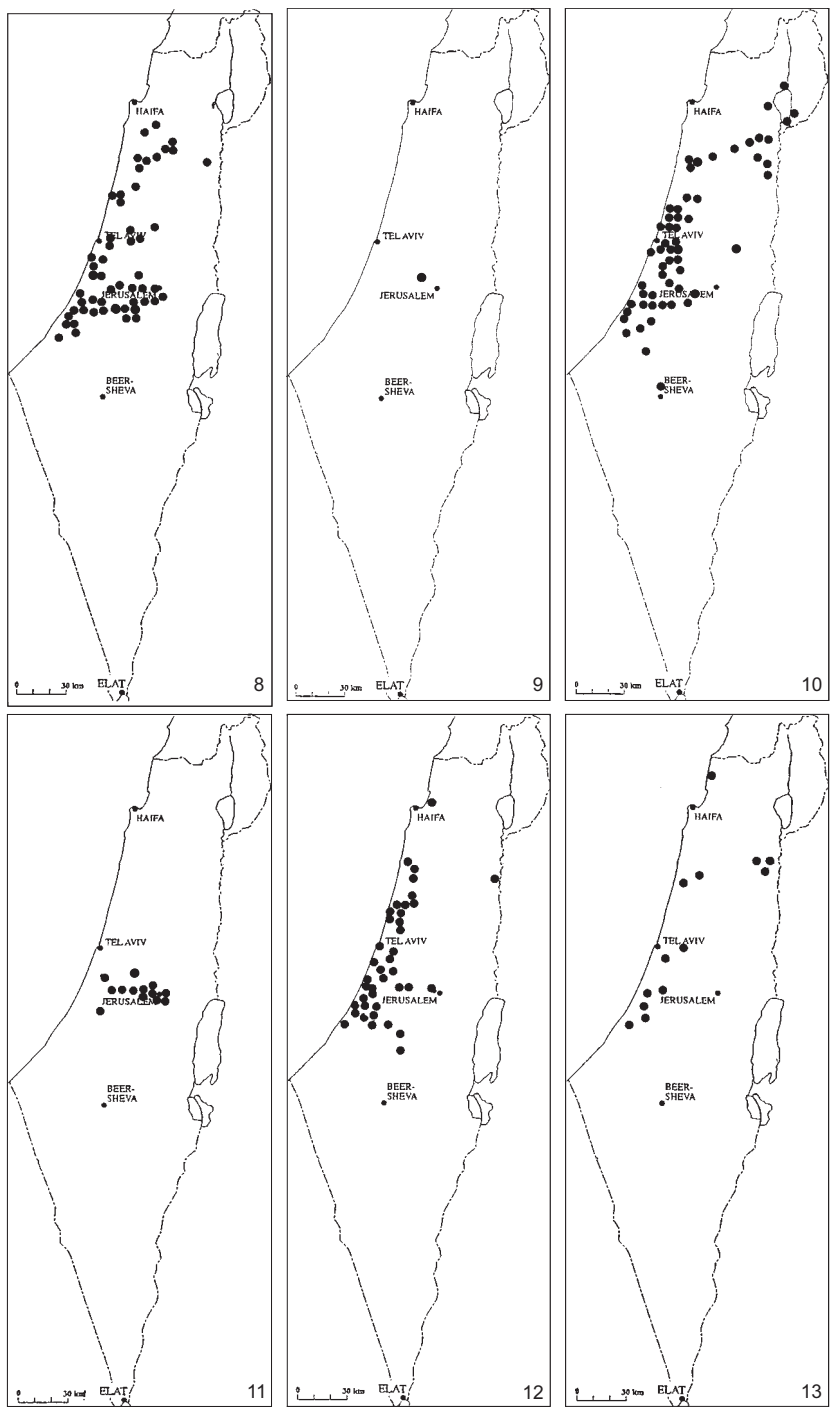 HAIFA
TEL AVIV
JERUSALEM
BEER-
SHEVA
ELAT
0 30 km
8
HAIFA
TEL AVIV
JERUSALEM
BEER-
SHEVA
ELAT
0 30 km
9
HAIFA
TEL AVIV
JERUSALEM
BEER-
SHEVA
ELAT
0 30 km
10
HAIFA
TEL AVIV
JERUSALEM
BEER-
SHEVA
ELAT
0 30 km
11
HAIFA
TEL AVIV
JERUSALEM
BEER-
SHEVA
ELAT
0 30 km
12
HAIFA
TEL AVIV
JERUSALEM
BEER-
SHEVA
ELAT
0 30 km
13